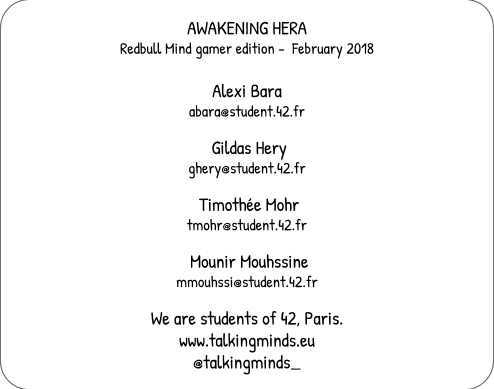 AWAKENING HERA
Redbull Mind gamer edition - February 2018
Alexi Bara
abara@student.42.fr
Gildas Hery
ghery@student.42.fr
Timothée Mohr
tmohr@student.42.fr
Mounir Mouhssine
mmouhssi@student.42.fr
We are students of 42, Paris.
www.talkingminds.eu
@talkingminds_